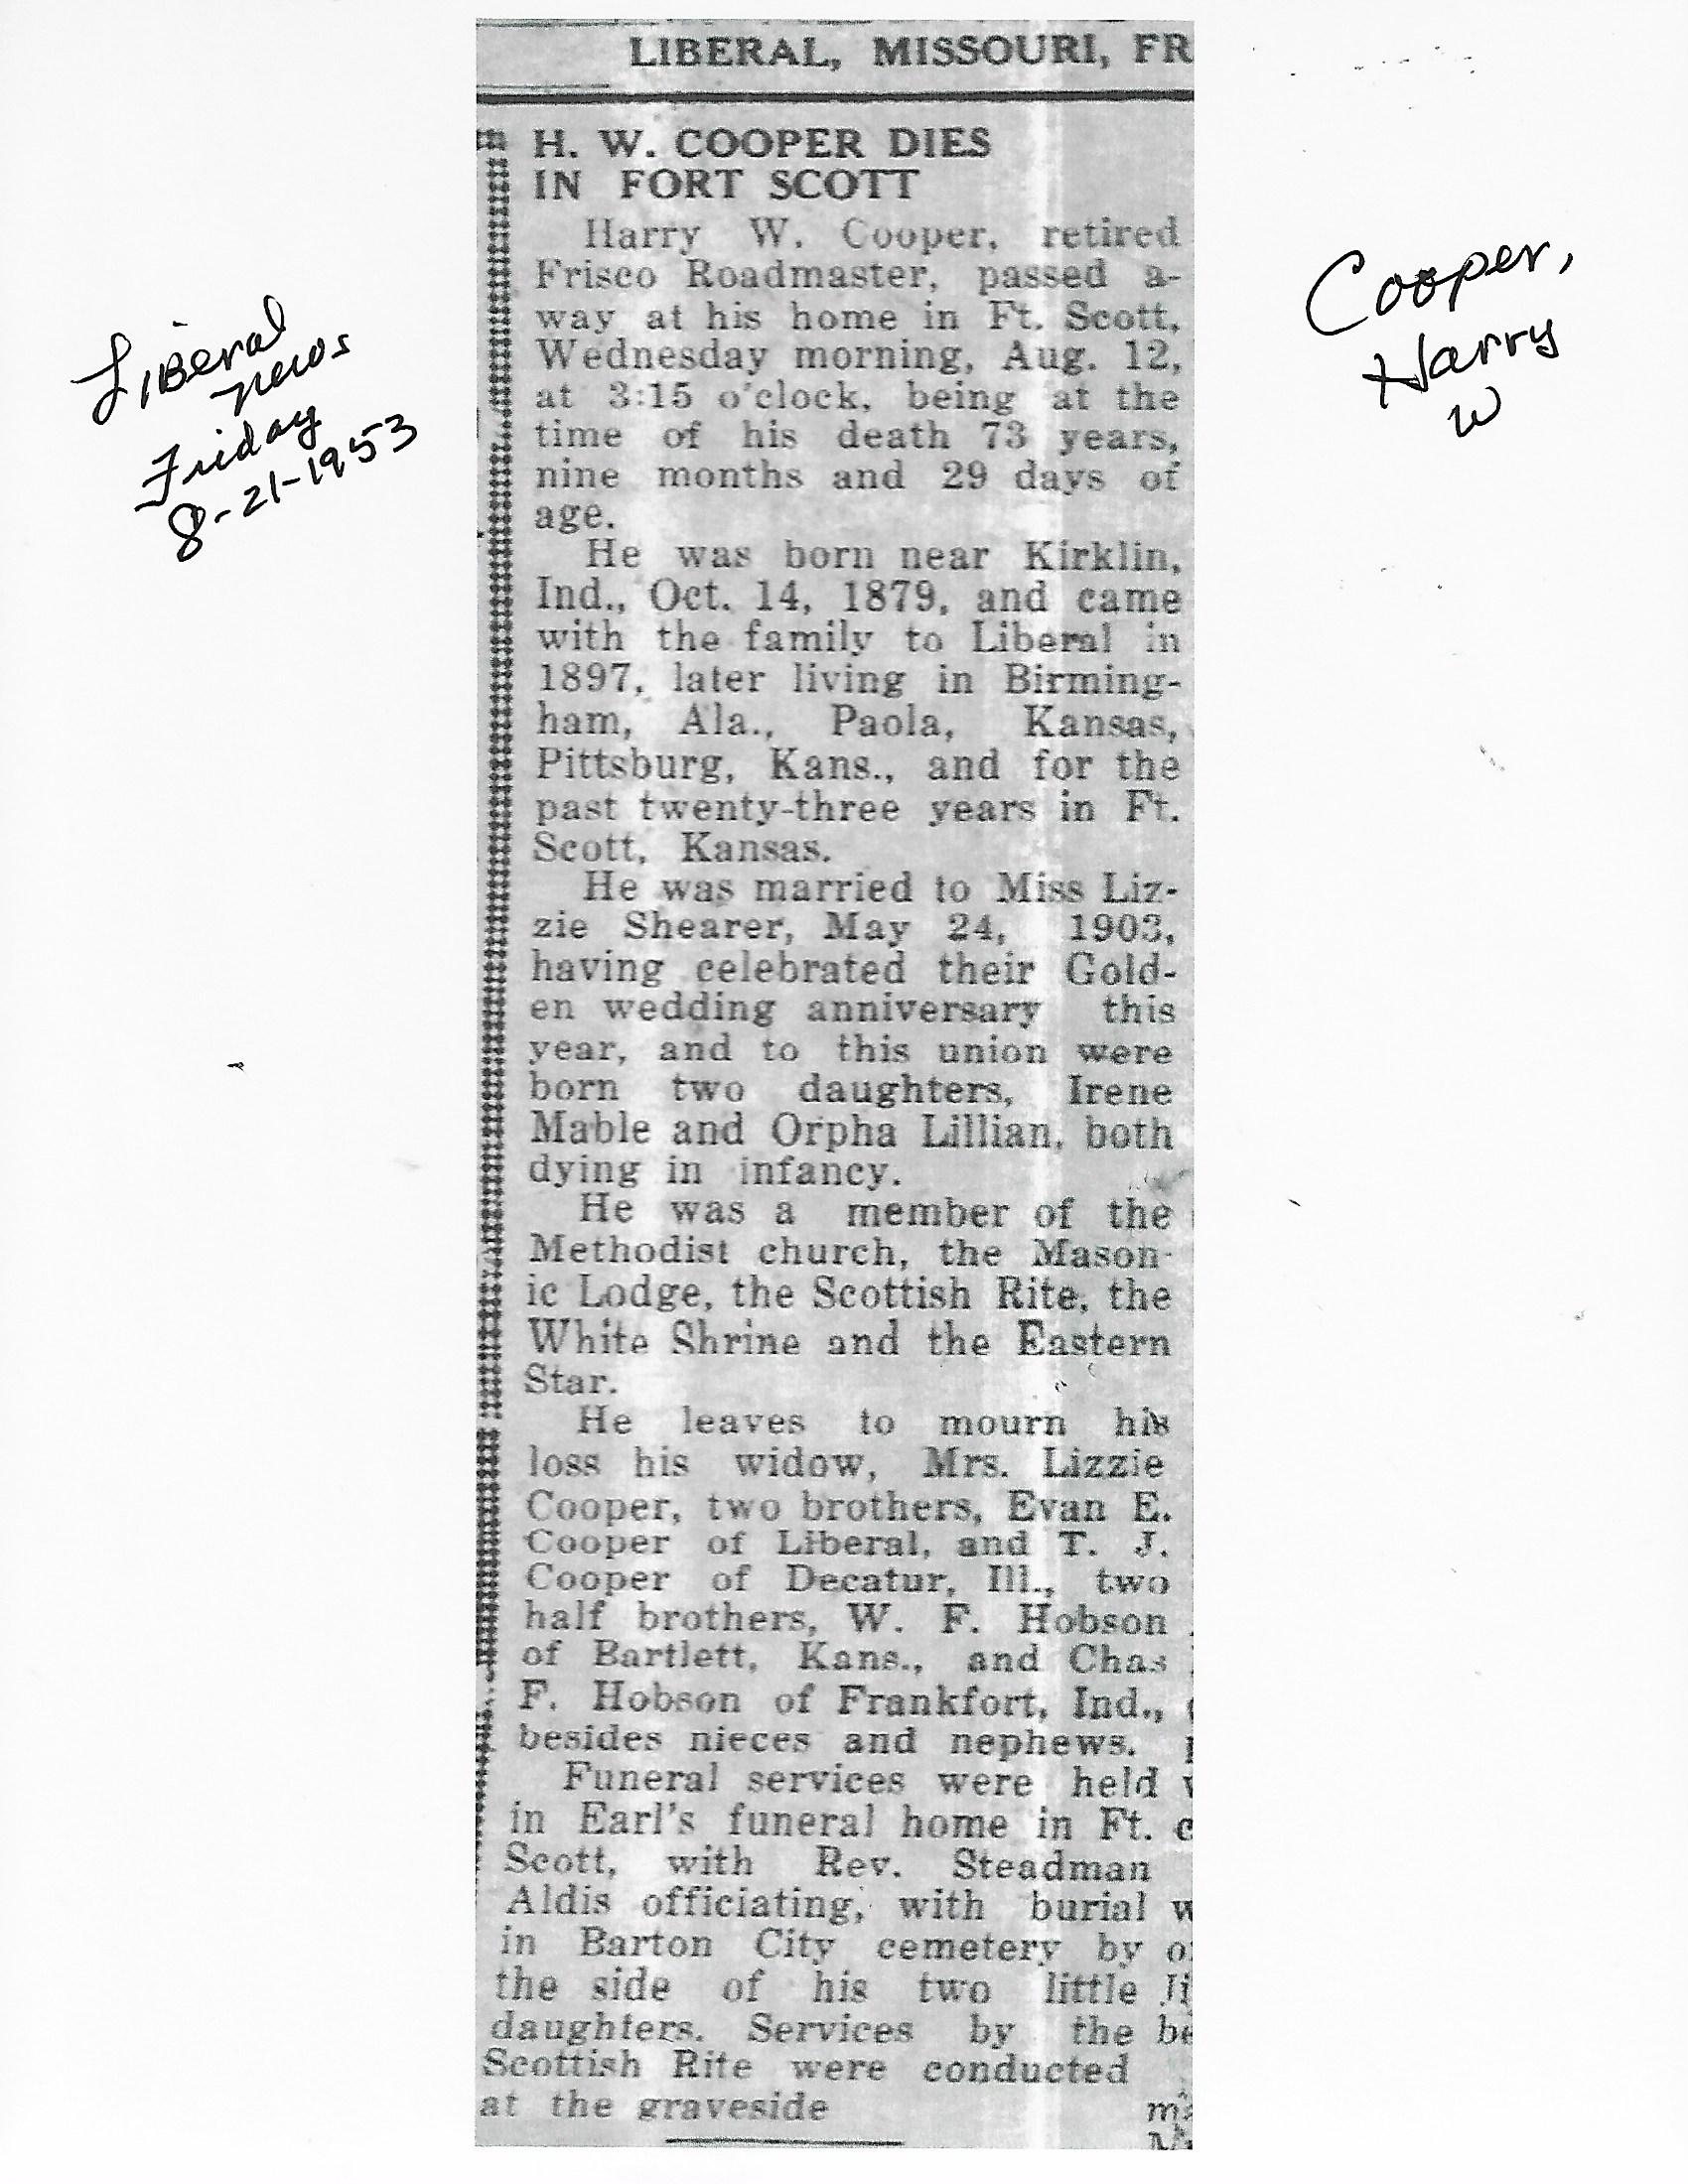 LIBERAL, MISSOURI, FR
H. W. COOPER DIES
IN FORT SCOTT
Harry W. Cooper, retired
Frisco Roadmaster, passed a-
way at his home in Ft. Scott,
Wednesday morning, Aug. 12,
at 3:15 o'clock, being at the
time of his death 73 years,
nine months and 29 days of
age.
He was born near Kirklin,
Ind., Oct. 14, 1879, and came
with the family to Liberal in
1897, later living in Birming-
ham, Ala., Paola, Kansas,
Pittsburg, Kans., and for the
past twenty-three years in Ft.
Scott, Kansas.
He was married to Miss Liz-
zie Shearer, May 24, 1903,
having celebrated their Gold-
en wedding anniversary this
year, and to this union were
born two daughters, Irene
Mable and Orpha Lillian, both
dying in infancy.
He was a member of the
Methodist church, the Mason-
ic Lodge, the Scottish Rite, the
White Shrine and the Eastern
Star.
He leaves to mourn his
loss his widow, Mrs. Lizzie
Cooper, two brothers, Evan E.
Cooper of Liberal, and T. J.
Cooper of Decatur, Ill., two
half brothers, W. F. Hobson
of Bartlett, Kans., and Chas
F. Hobson of Frankfort, Ind.,
besides nieces and nephews.
Funeral services were held
in Earl's funeral home in Ft.
Scott, with Rev. Steadman
Aldis officiating, with burial
in Barton City cemetery by
the side of his two little
daughters. Services by the
Scottish Rite were conducted
at the graveside
Liberal
news
Friday
8-21-1953
Cooper,
Harry
W